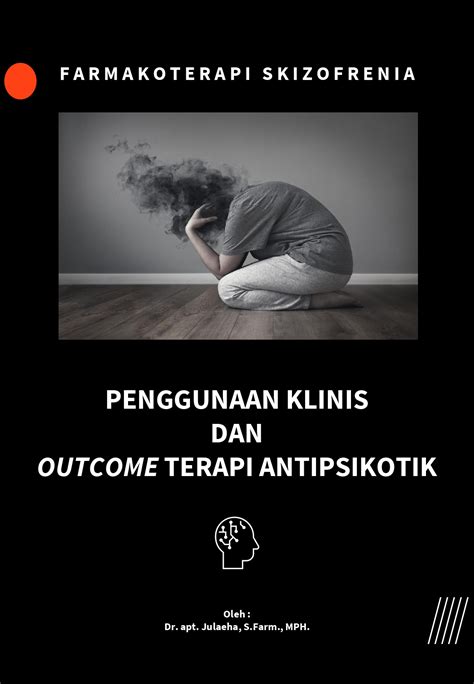 FARMAKOTERAPI SKIZOFRENIA
PENGGUNAAN KLINIS
DAN
OUTCOME TERAPI ANTIPSIKOTIK
Oleh :
Dr. apt. Julaeha, S.Farm., MPH.